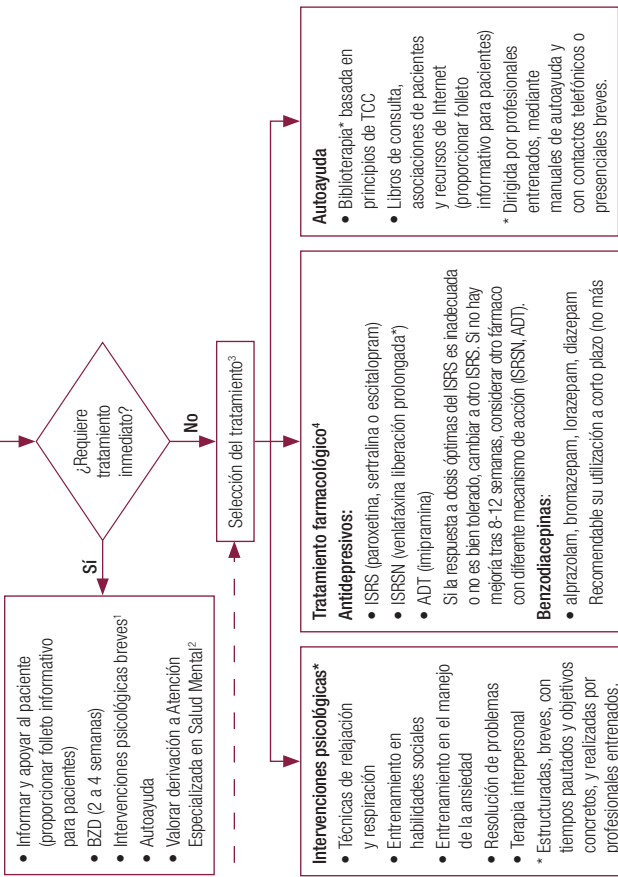 ¿Requiere
tratamiento
inmediato?
Sí
No
• Informar y apoyar al paciente
(proporcionar folleto informativo
para pacientes)
• BZD (2 a 4 semanas)
• Intervenciones psicológicas breves¹
• Autoayuda
• Valorar derivación a Atención
Especializada en Salud Mental²
Selección del tratamiento³
Intervenciones psicológicas*
• Técnicas de relajación
y respiración
• Entrenamiento en
habilidades sociales
• Entrenamiento en el manejo
de la ansiedad
• Resolución de problemas
• Terapia interpersonal
* Estructuradas, breves, con
tiempos pautados y objetivos
concretos, y realizadas por
profesionales entrenados.
Tratamiento farmacológico⁴
Antidepresivos:
• ISRS (paroxetina, sertralina o escitalopram)
• ISRSN (venlafaxina liberación prolongada*)
• ADT (imipramina)
Si la respuesta a dosis óptimas del ISRS es inadecuada
o no es bien tolerado, cambiar a otro ISRS. Si no hay
mejoría tras 8-12 semanas, considerar otro fármaco
con diferente mecanismo de acción (ISRSN, ADT).
Benzodiacepinas:
• alprazolam, bromazepam, lorazepam, diazepam
Recomendable su utilización a corto plazo (no más
Autoayuda
• Biblioterapia* basada en
principios de TCC
• Libros de consulta,
asociaciones de pacientes
y recursos de Internet
(proporcionar folleto
informativo para pacientes)
* Dirigida por profesionales
entrenados, mediante
manuales de autoayuda y
con contactos telefónicos o
presenciales breves.